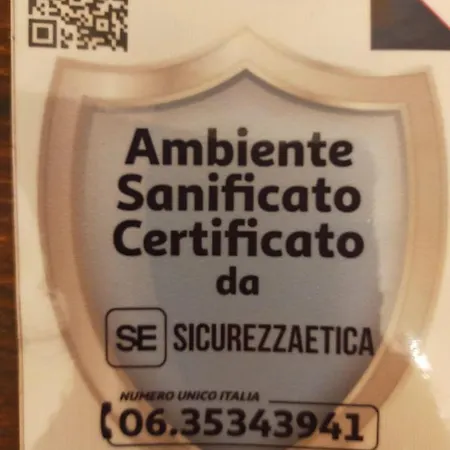 Ambiente
Sanificato
Certificato
da
SE SICUREZZAETICA
NUMERO UNICO ITALIA
06.35343941